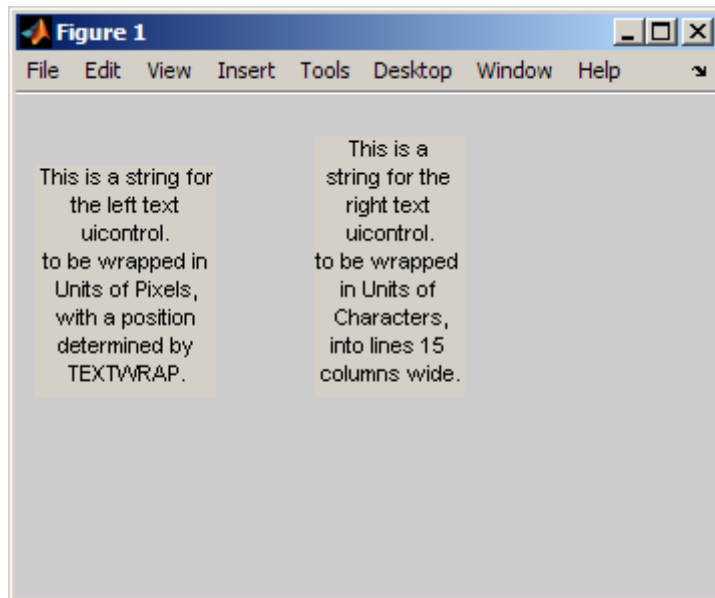 Figure 1
File Edit View Insert Tools Desktop Window Help
This is a string for
the left text
uicontrol.
to be wrapped in
Units of Pixels,
with a position
determined by
TEXTWRAP.
This is a
string for the
right text
uicontrol.
to be wrapped
in Units of
Characters,
into lines 15
columns wide.